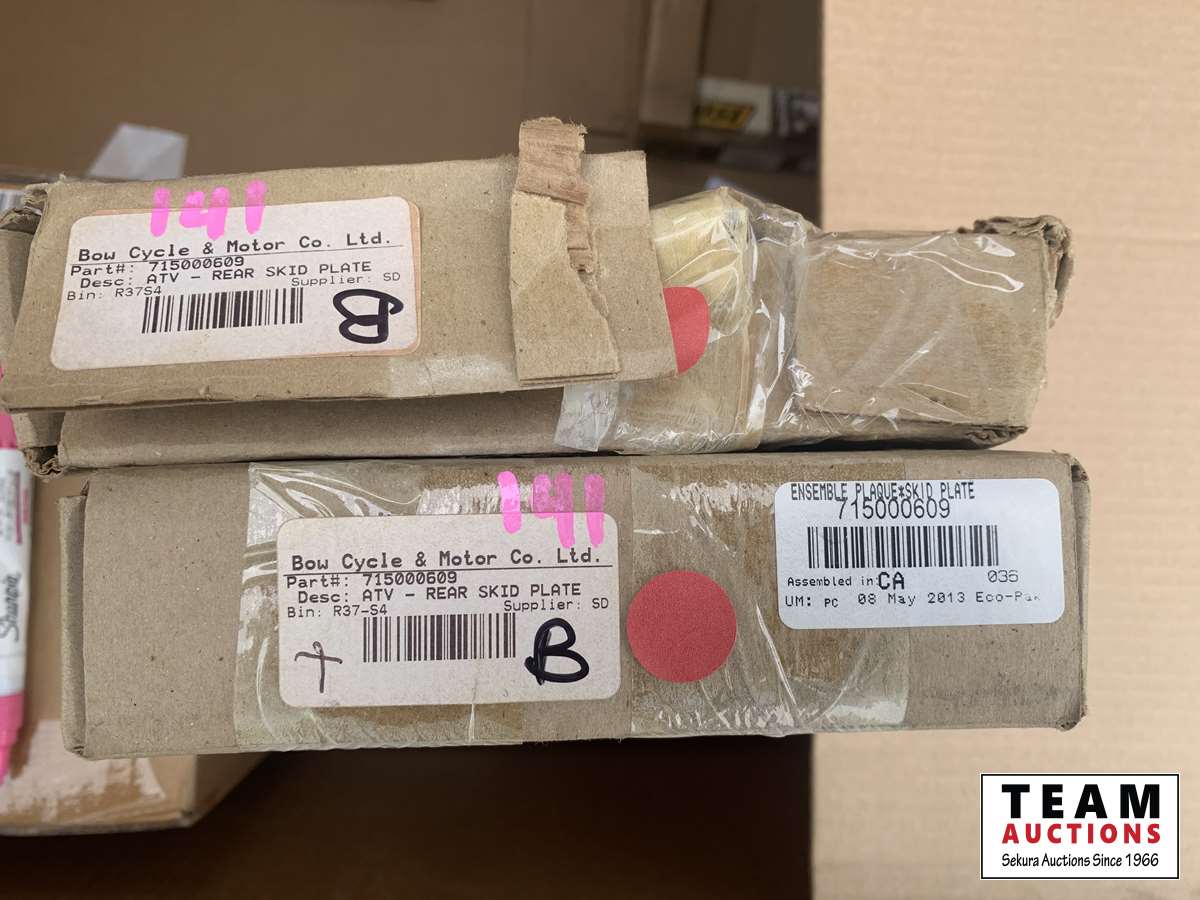 141
Bow Cycle & Motor Co. Ltd.
Part#: 715000609
Desc: ATV - REAR SKID PLATE
Bin: R37S4 Supplier: SD
B
141
Bow Cycle & Motor Co. Ltd.
Part#: 715000609
Desc: ATV - REAR SKID PLATE
Bin: R37-S4 Supplier: SD
B
ENSEMBLE PLAQUE*SKID PLATE
715000609
Assembled in: CA 036
UM: PC 08 May 2013 Eco-Pak
Sharpie
TEAM
AUCTIONS
Sekura Auctions Since 1966